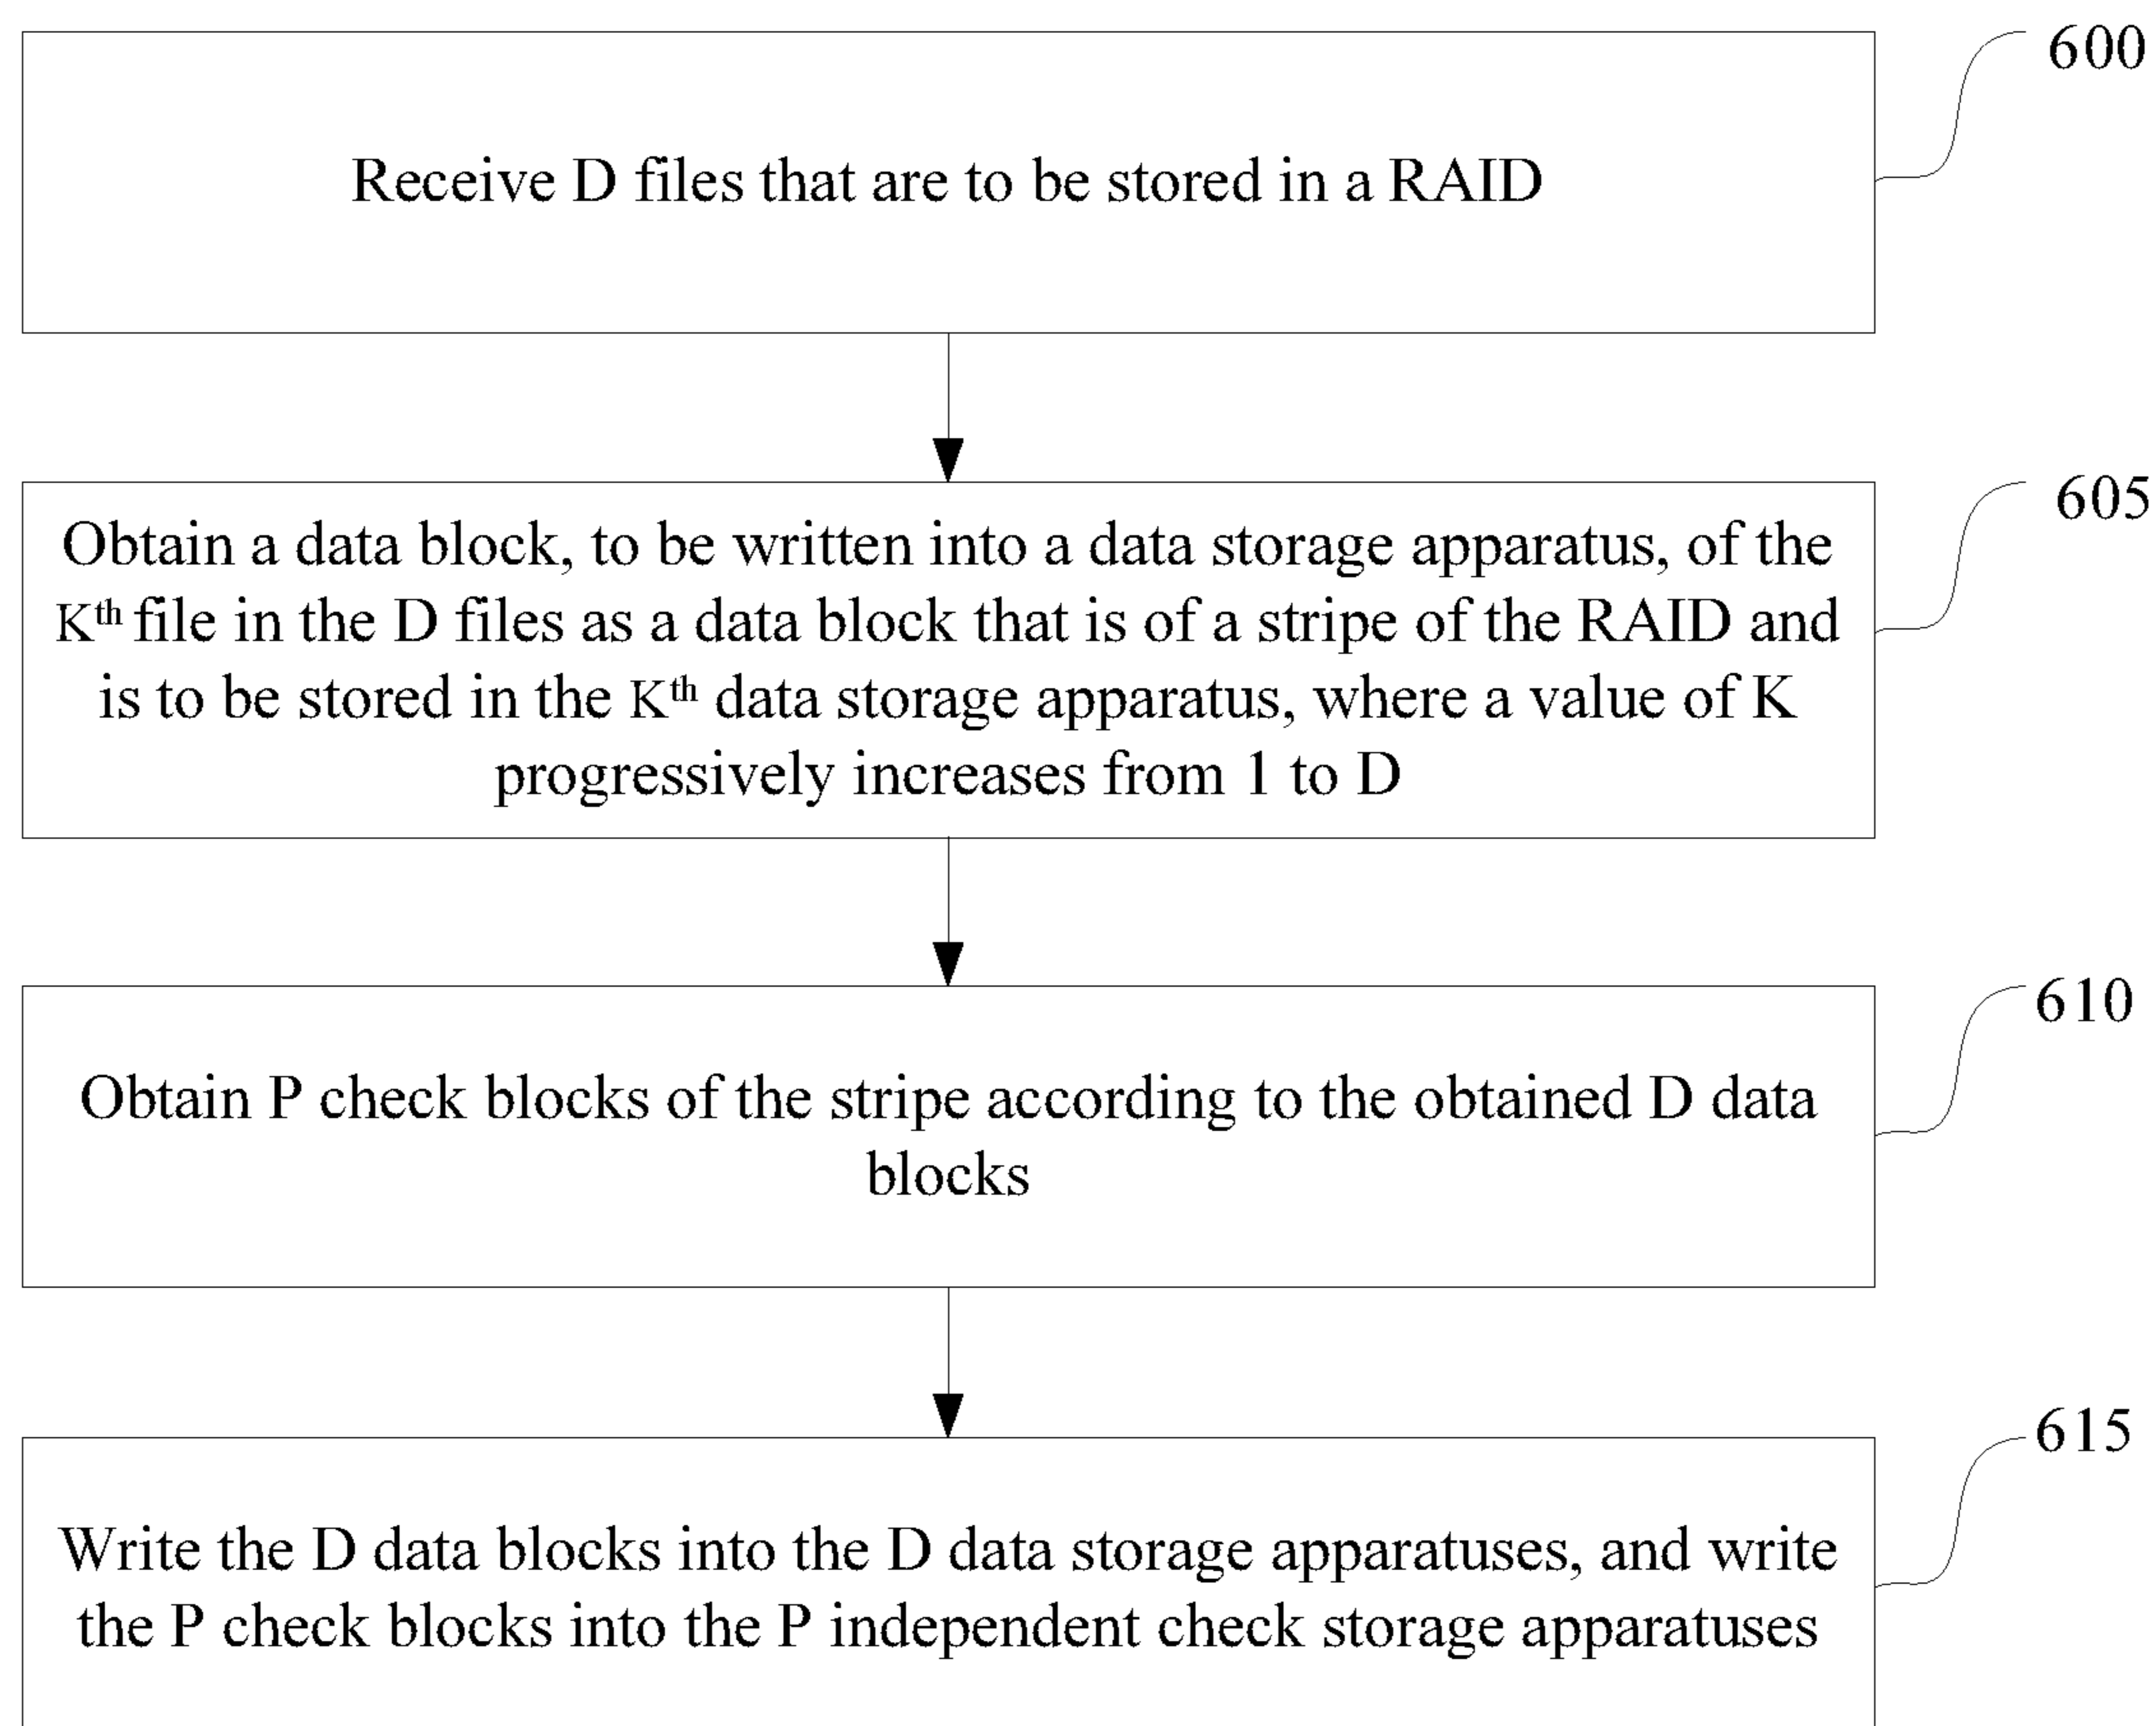 600
Receive D files that are to be stored in a RAID
605
Obtain a data block, to be written into a data storage apparatus, of the
Kth file in the D files as a data block that is of a stripe of the RAID and
is to be stored in the Kth data storage apparatus, where a value of K
progressively increases from 1 to D
610
Obtain P check blocks of the stripe according to the obtained D data
blocks
615
Write the D data blocks into the D data storage apparatuses, and write
the P check blocks into the P independent check storage apparatuses